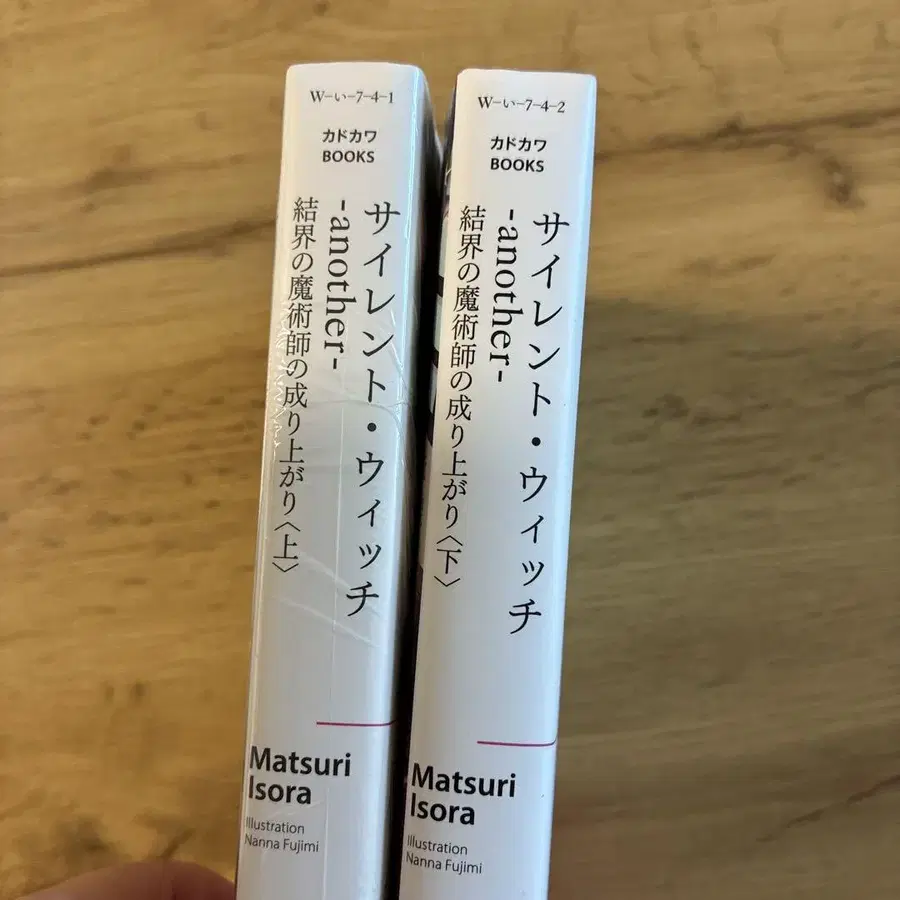 W-い-7-4-1
カドカワ
BOOKS
サイレント・ウィッチ
-another-
結界の魔術師の成り上がり〈上〉
Matsuri
Isora
Illustration
Nanna Fujimi
W-い-7-4-2
カドカワ
BOOKS
サイレント・ウィッチ
-another-
結界の魔術師の成り上がり〈下〉
Matsuri
Isora
Illustration
Nanna Fujimi